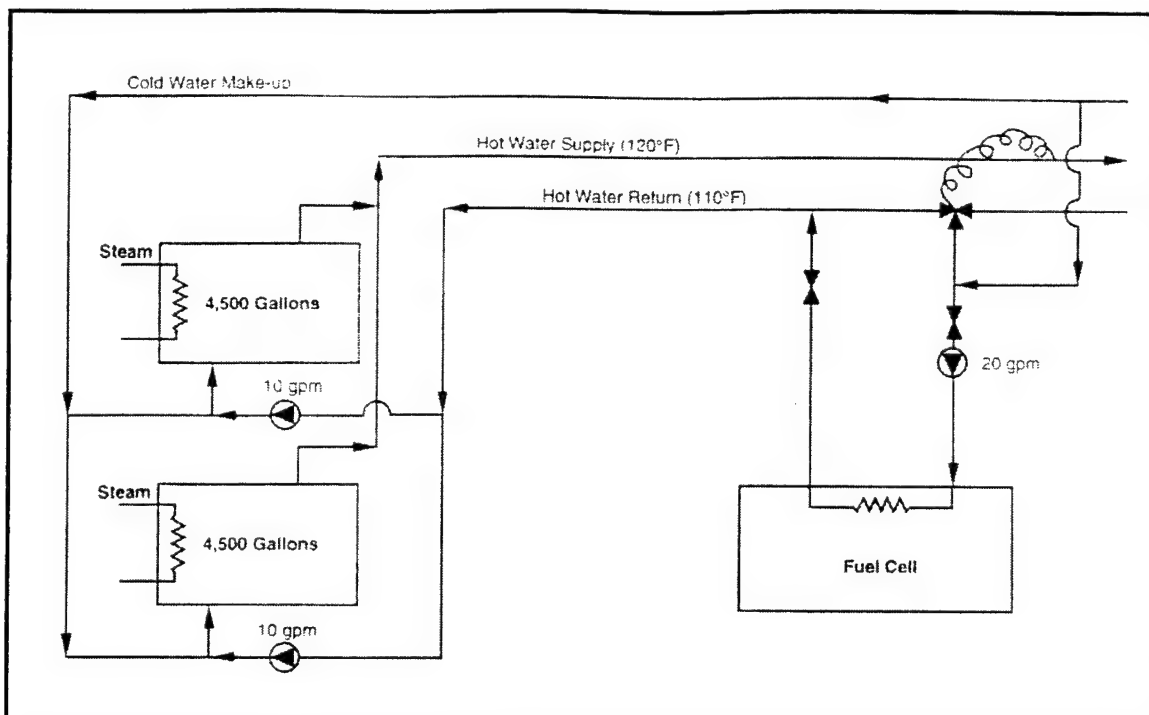 Cold Water Make-up
Hot Water Supply (120°F)
Hot Water Return (110°F)
Steam
4,500 Gallons
10 gpm
20 gpm
Steam
4,500 Gallons
Fuel Cell
10 gpm